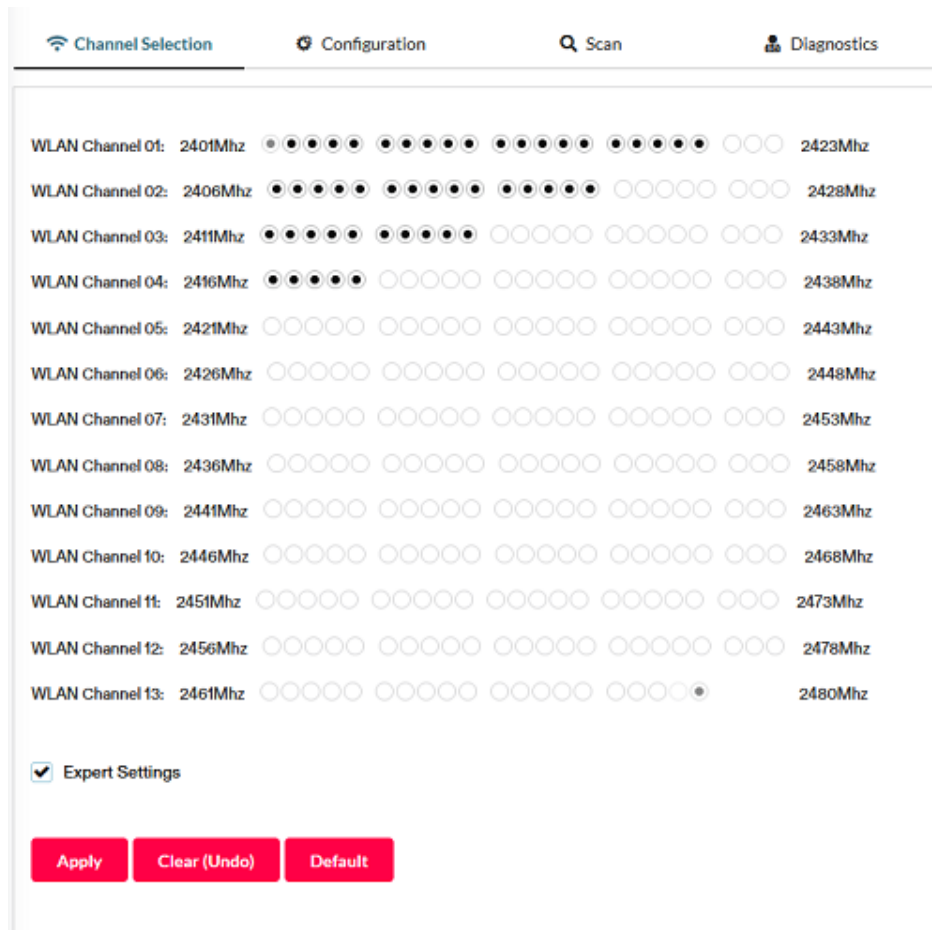 Channel Selection Configuration Scan Diagnostics
WLAN Channel 01: 2401Mhz 2423Mhz
WLAN Channel 02: 2406Mhz 2428Mhz
WLAN Channel 03: 2411Mhz 2433Mhz
WLAN Channel 04: 2416Mhz 2438Mhz
WLAN Channel 05: 2421Mhz 2443Mhz
WLAN Channel 06: 2426Mhz 2448Mhz
WLAN Channel 07: 2431Mhz 2453Mhz
WLAN Channel 08: 2436Mhz 2458Mhz
WLAN Channel 09: 2441Mhz 2463Mhz
WLAN Channel 10: 2446Mhz 2468Mhz
WLAN Channel 11: 2451Mhz 2473Mhz
WLAN Channel 12: 2456Mhz 2478Mhz
WLAN Channel 13: 2461Mhz 2480Mhz
Expert Settings
Apply Clear (Undo) Default